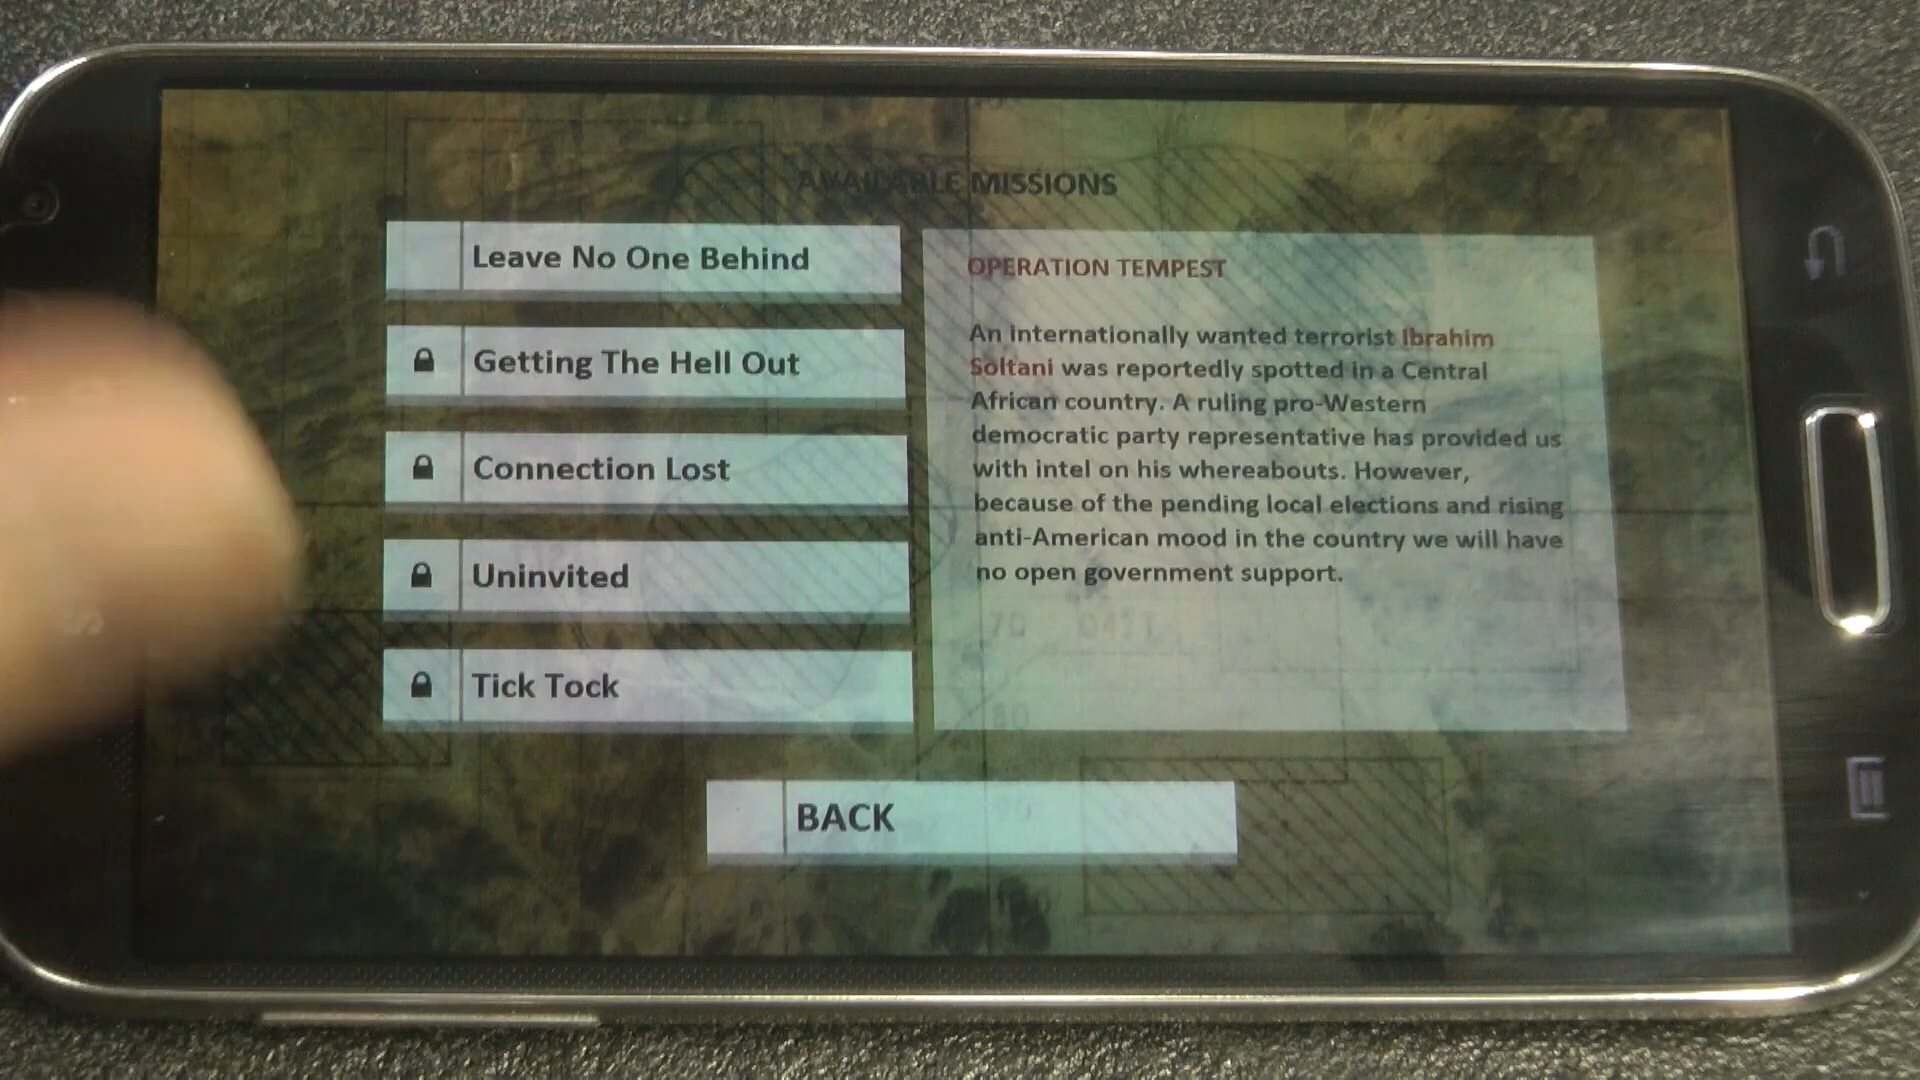 AVAILABLE MISSIONS
Leave No One Behind
Getting The Hell Out
Connection Lost
Uninvited
Tick Tock
OPERATION TEMPEST
An internationally wanted terrorist Ibrahim
Soltani was reportedly spotted in a Central
African country. A ruling pro-Western
democratic party representative has provided us
with intel on his whereabouts. However,
because of the pending local elections and rising
anti-American mood in the country we will have
no open government support.
BACK